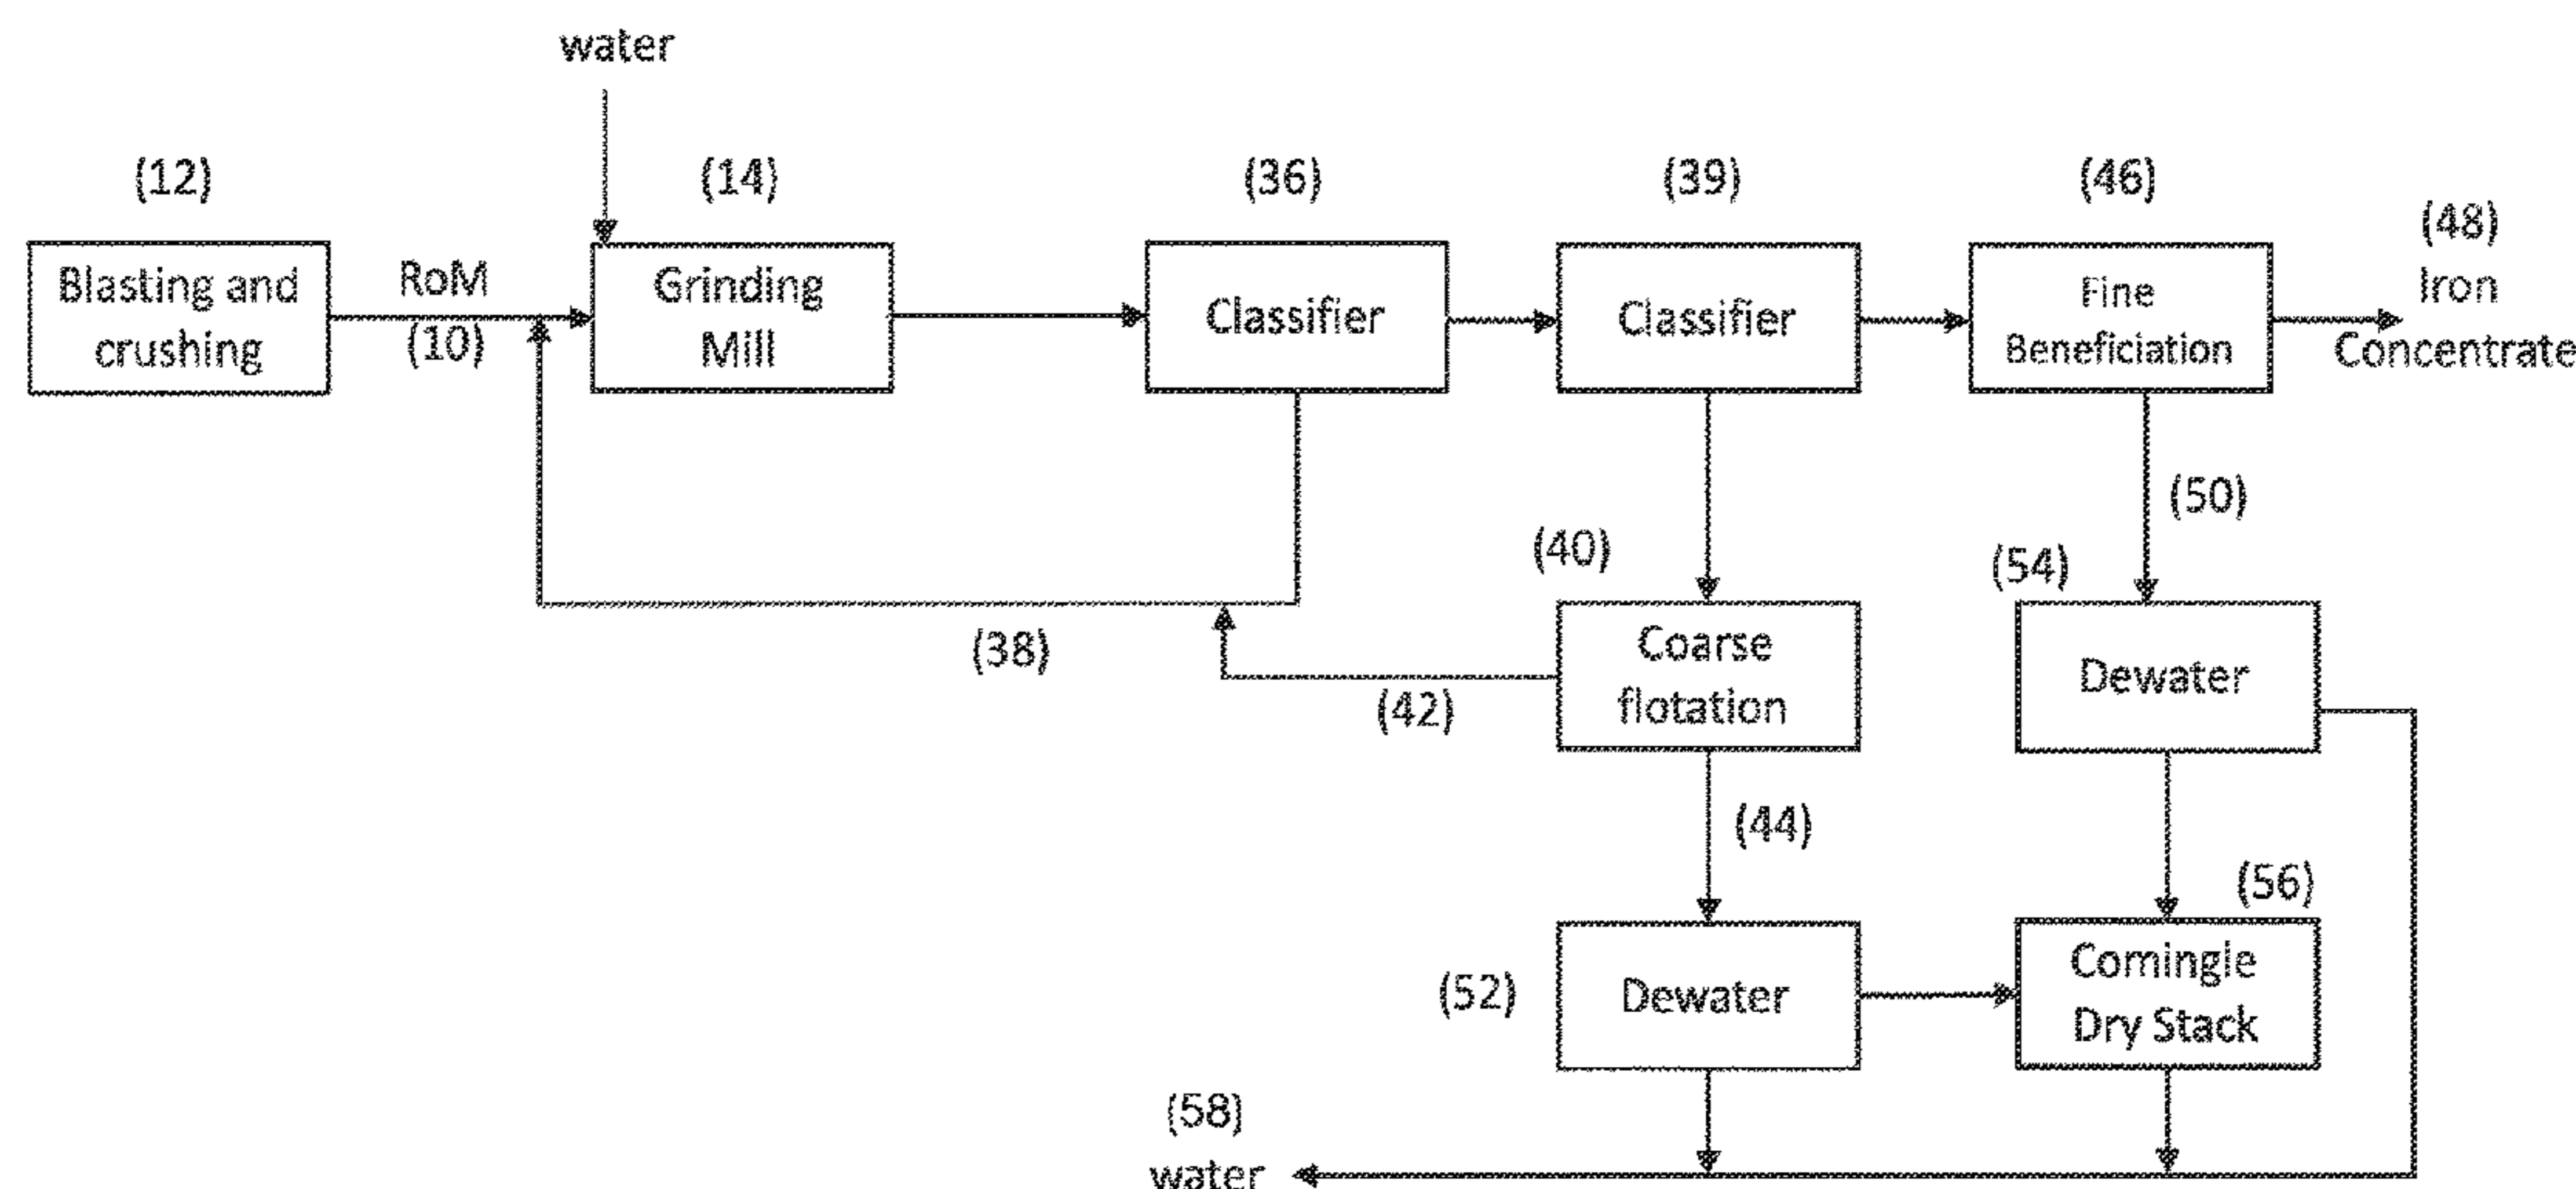 water
(12)
(14)
(36)
(39)
(46)
(48)
Iron
Concentrate
Blasting and
crushing
RoM
(10)
Grinding
Mill
Classifier
Classifier
Fine
Beneficiation
(50)
(40)
(54)
(38)
Coarse
flotation
(42)
Dewater
(44)
(56)
(52)
Dewater
Comingle
Dry Stack
(58)
water